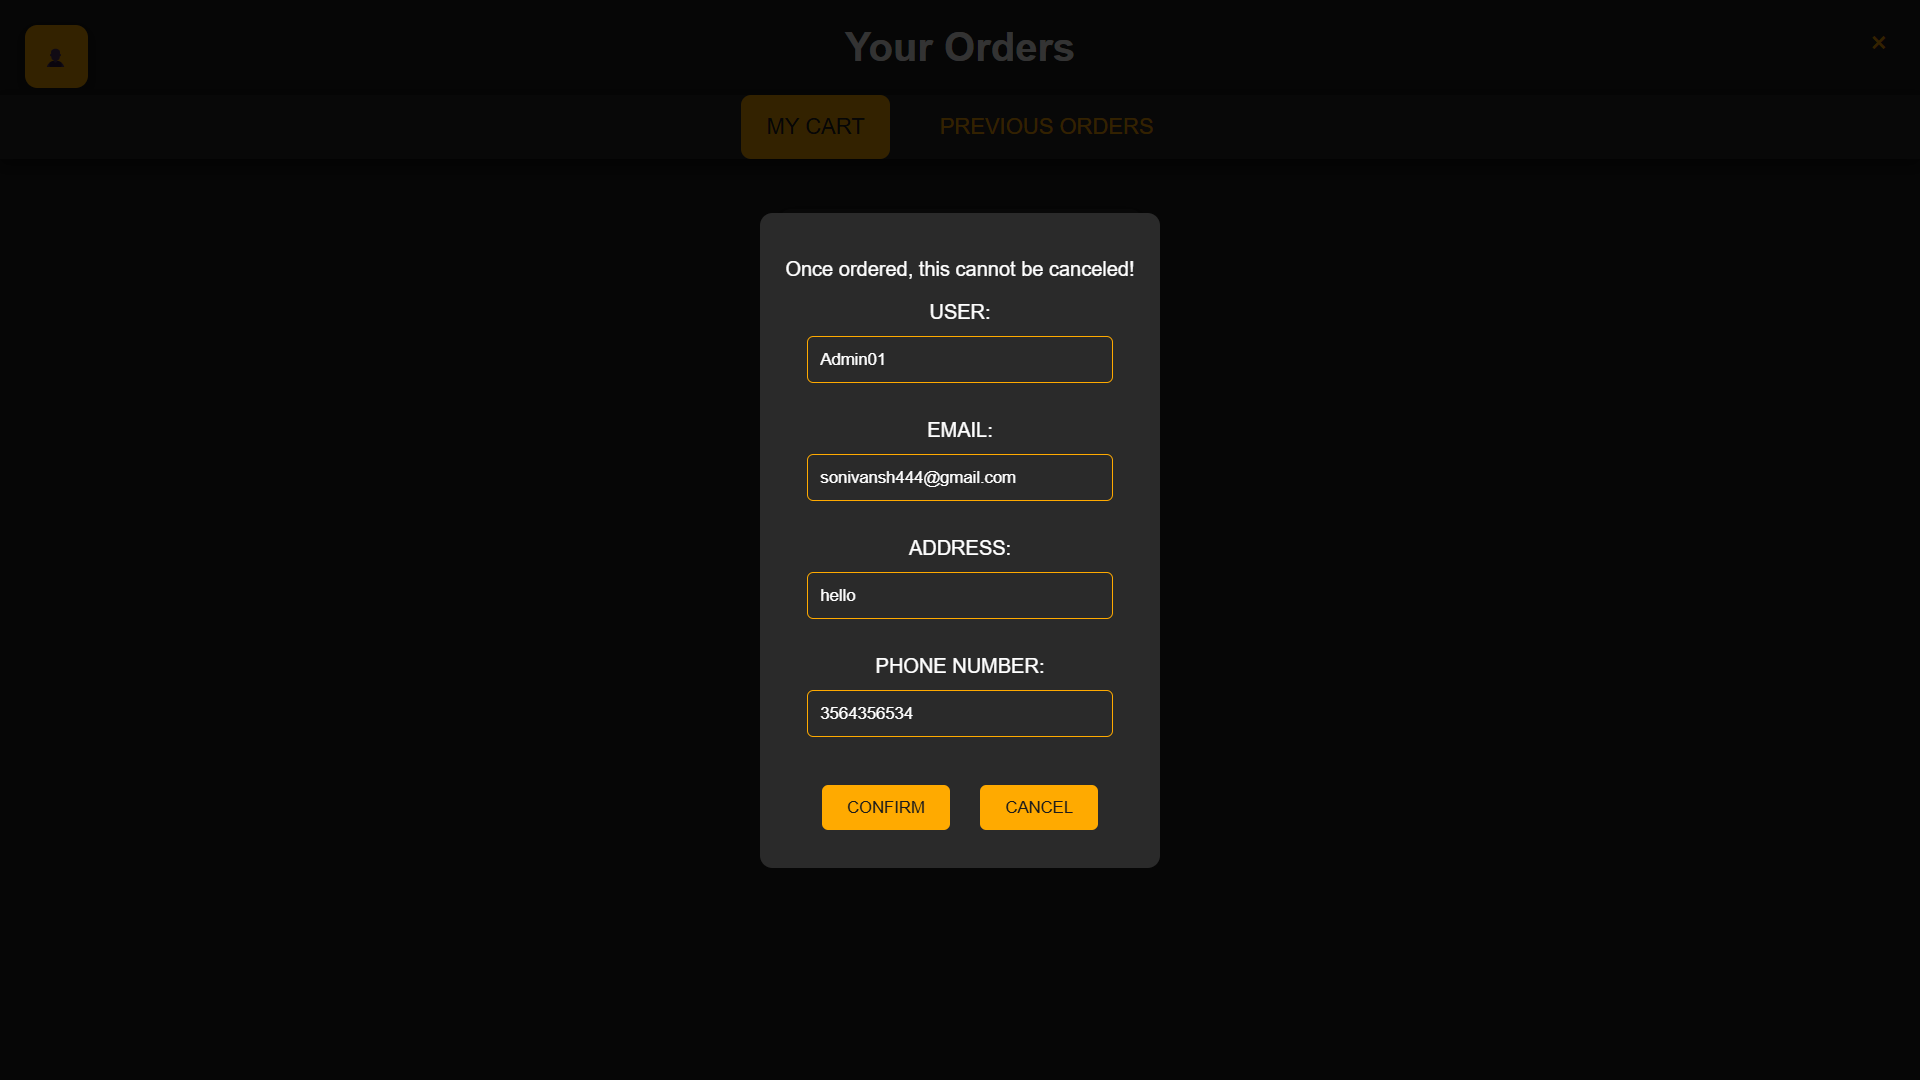 Your Orders
×
MY CART
PREVIOUS ORDERS
Once ordered, this cannot be canceled!
USER:
Admin01
EMAIL:
sonivansh444@gmail.com
ADDRESS:
hello
PHONE NUMBER:
3564356534
CONFIRM
CANCEL